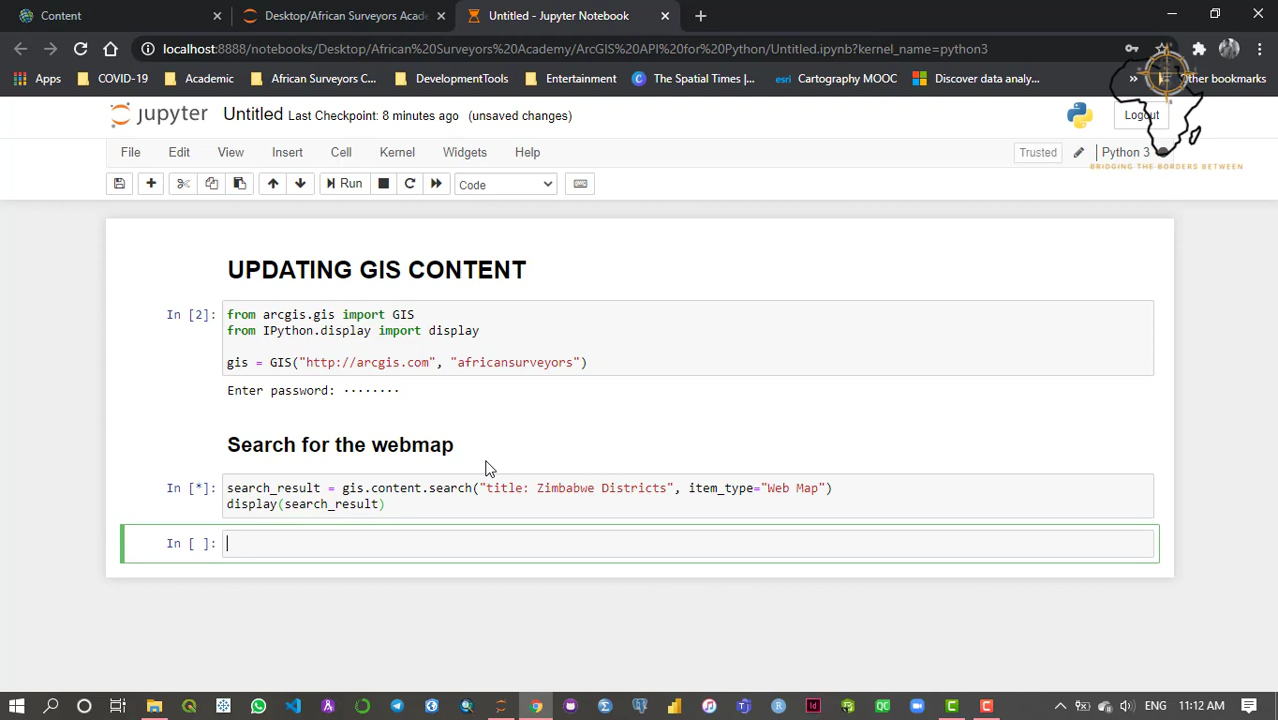 Content
Desktop/African Surveyors Acade
Untitled - Jupyter Notebook
localhost:8888/notebooks/Desktop/African%20Surveyors%20Academy/ArcGIS%20API%20for%20Python/Untitled.ipynb?kernel_name=python3
Apps
COVID-19
Academic
African Surveyors C...
DevelopmentTools
Entertainment
The Spatial Times |...
esri Cartography MOOC
Discover data analy...
»
Other bookmarks
jupyter Untitled Last Checkpoint: 8 minutes ago (unsaved changes)
Logout
File Edit View Insert Cell Kernel Widgets Help
Trusted
Python 3
BRIDGING THE BORDERS BETWEEN
Run
Code
UPDATING GIS CONTENT
In [2]: from arcgis.gis import GIS
from IPython.display import display
gis = GIS("http://arcgis.com", "africansurveyors")
Enter password: ········
Search for the webmap
In [*]: search_result = gis.content.search("title: Zimbabwe Districts", item_type="Web Map")
display(search_result)
In [ ]:
ENG 11:12 AM